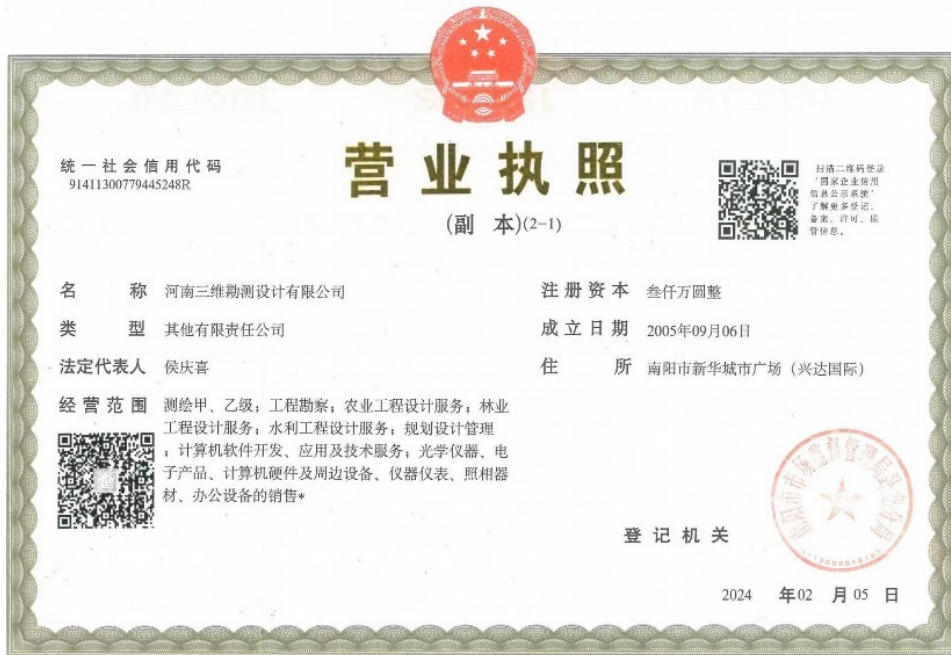 统一社会信用代码
91411300779445248R
营业执照
(副 本)(2-1)
扫描二维码登录
“国家企业信用
信息公示系统”
了解更多登记、
备案、许可、监
管信息。
名 称 河南三维勘测设计有限公司
类 型 其他有限责任公司
法定代表人 侯庆喜
经营范围 测绘甲、乙级；工程勘察；农业工程设计服务；林业
工程设计服务；水利工程设计服务；规划设计管理
；计算机软件开发、应用及技术服务；光学仪器、电
子产品、计算机硬件及周边设备、仪器仪表、照相器
材、办公设备的销售*
注册资本 叁仟万圆整
成立日期 2005年09月06日
住 所 南阳市新华城市广场（兴达国际）
登记机关
2024 年02 月05 日